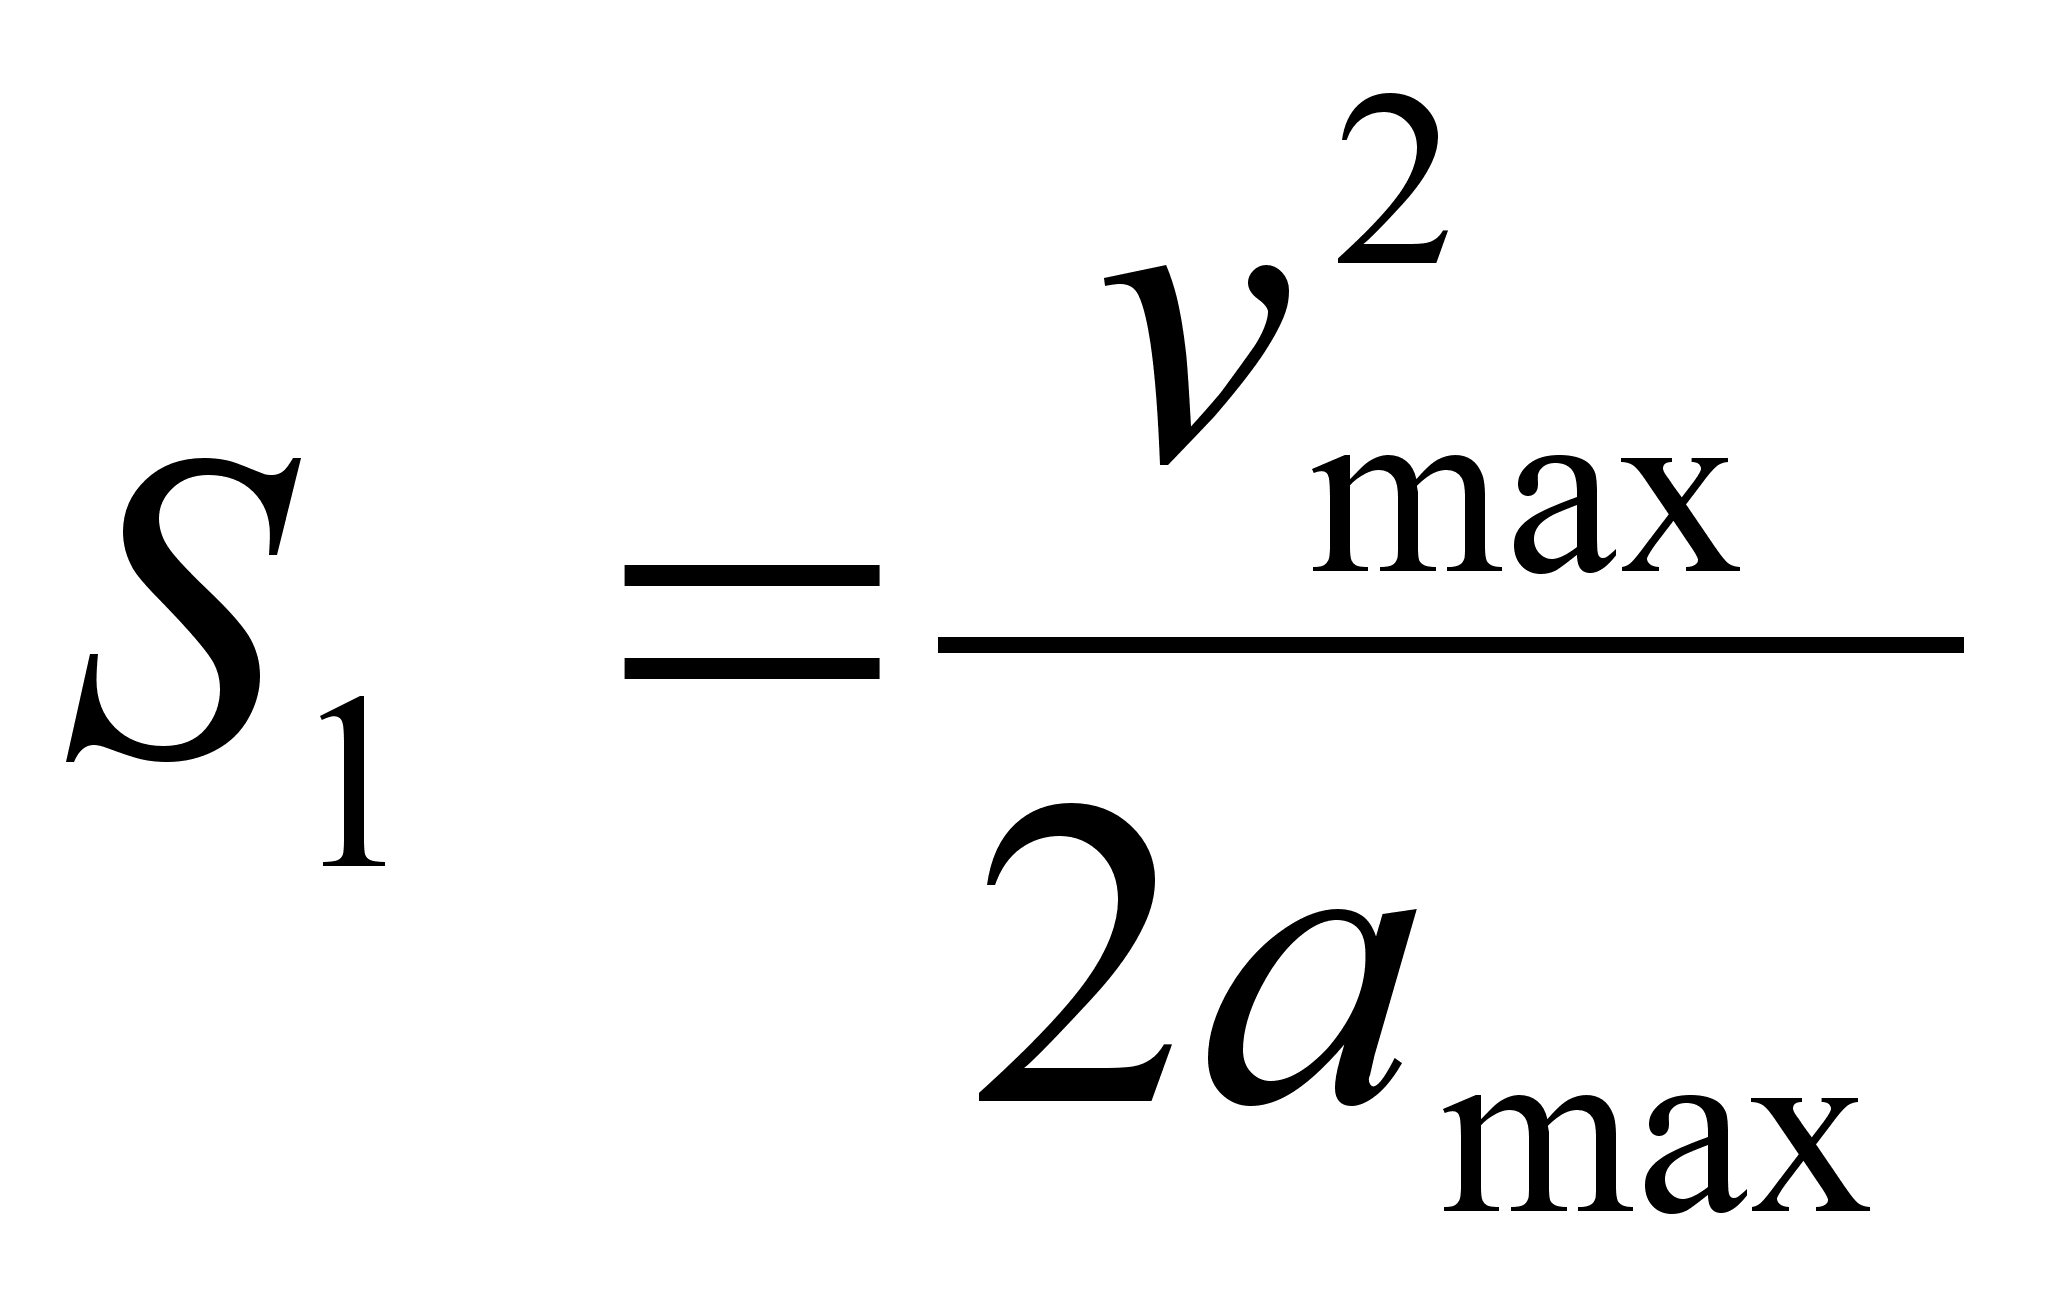 S₁ = v²ₘₐₓ / 2aₘₐₓ